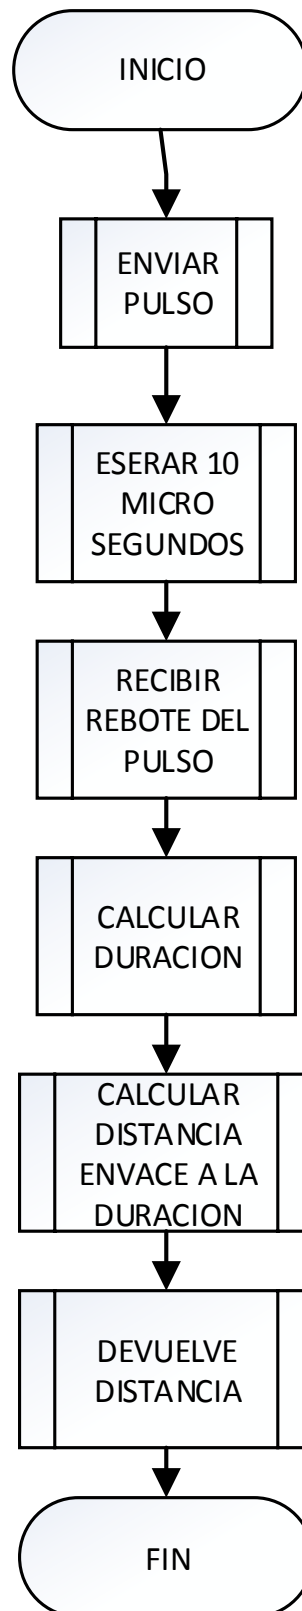 INICIO
ENVIAR
PULSO
ESERAR 10
MICRO
SEGUNDOS
RECIBIR
REBOTE DEL
PULSO
CALCULAR
DURACION
CALCULAR
DISTANCIA
ENVACE A LA
DURACION
DEVUELVE
DISTANCIA
FIN